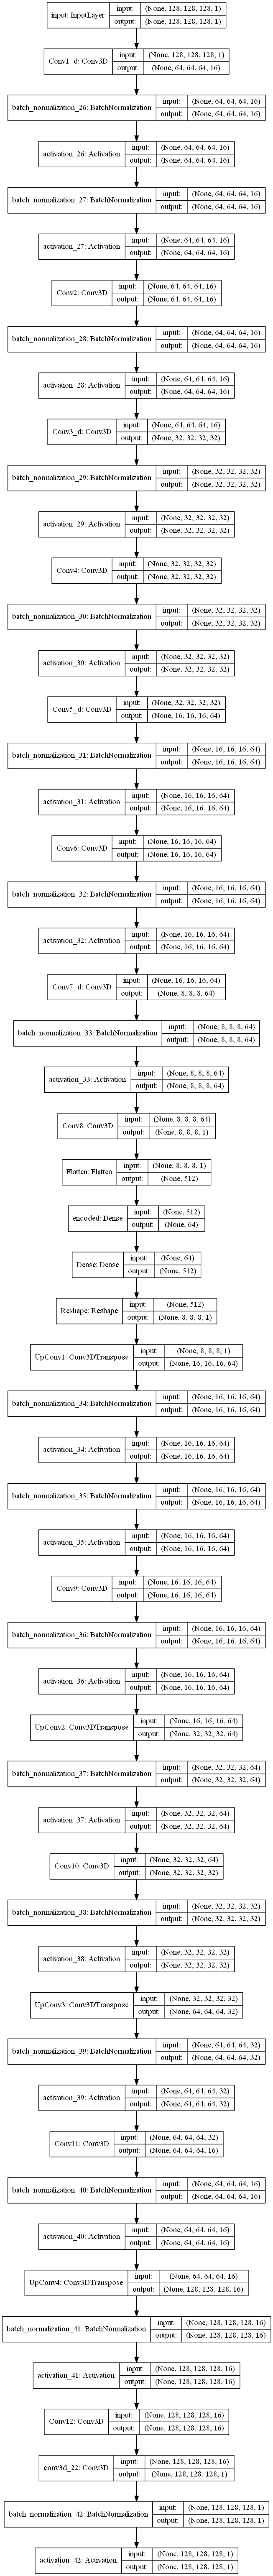 input: InputLayer input: (None, 128, 128, 128, 1)
output: (None, 128, 128, 128, 1)
Conv1_d: Conv3D input: (None, 128, 128, 128, 1)
output: (None, 64, 64, 64, 16)
batch_normalization_26: BatchNormalization input: (None, 64, 64, 64, 16)
output: (None, 64, 64, 64, 16)
activation_26: Activation input: (None, 64, 64, 64, 16)
output: (None, 64, 64, 64, 16)
batch_normalization_27: BatchNormalization input: (None, 64, 64, 64, 16)
output: (None, 64, 64, 64, 16)
activation_27: Activation input: (None, 64, 64, 64, 16)
output: (None, 64, 64, 64, 16)
Conv2: Conv3D input: (None, 64, 64, 64, 16)
output: (None, 64, 64, 64, 16)
batch_normalization_28: BatchNormalization input: (None, 64, 64, 64, 16)
output: (None, 64, 64, 64, 16)
activation_28: Activation input: (None, 64, 64, 64, 16)
output: (None, 64, 64, 64, 16)
Conv3_d: Conv3D input: (None, 64, 64, 64, 16)
output: (None, 32, 32, 32, 32)
batch_normalization_29: BatchNormalization input: (None, 32, 32, 32, 32)
output: (None, 32, 32, 32, 32)
activation_29: Activation input: (None, 32, 32, 32, 32)
output: (None, 32, 32, 32, 32)
Conv4: Conv3D input: (None, 32, 32, 32, 32)
output: (None, 32, 32, 32, 32)
batch_normalization_30: BatchNormalization input: (None, 32, 32, 32, 32)
output: (None, 32, 32, 32, 32)
activation_30: Activation input: (None, 32, 32, 32, 32)
output: (None, 32, 32, 32, 32)
Conv5_d: Conv3D input: (None, 32, 32, 32, 32)
output: (None, 16, 16, 16, 64)
batch_normalization_31: BatchNormalization input: (None, 16, 16, 16, 64)
output: (None, 16, 16, 16, 64)
activation_31: Activation input: (None, 16, 16, 16, 64)
output: (None, 16, 16, 16, 64)
Conv6: Conv3D input: (None, 16, 16, 16, 64)
output: (None, 16, 16, 16, 64)
batch_normalization_32: BatchNormalization input: (None, 16, 16, 16, 64)
output: (None, 16, 16, 16, 64)
activation_32: Activation input: (None, 16, 16, 16, 64)
output: (None, 16, 16, 16, 64)
Conv7_d: Conv3D input: (None, 16, 16, 16, 64)
output: (None, 8, 8, 8, 64)
batch_normalization_33: BatchNormalization input: (None, 8, 8, 8, 64)
output: (None, 8, 8, 8, 64)
activation_33: Activation input: (None, 8, 8, 8, 64)
output: (None, 8, 8, 8, 64)
Conv8: Conv3D input: (None, 8, 8, 8, 64)
output: (None, 8, 8, 8, 1)
Flatten: Flatten input: (None, 8, 8, 8, 1)
output: (None, 512)
encoded: Dense input: (None, 512)
output: (None, 64)
Dense: Dense input: (None, 64)
output: (None, 512)
Reshape: Reshape input: (None, 512)
output: (None, 8, 8, 8, 1)
UpConv1: Conv3DTranspose input: (None, 8, 8, 8, 1)
output: (None, 16, 16, 16, 64)
batch_normalization_34: BatchNormalization input: (None, 16, 16, 16, 64)
output: (None, 16, 16, 16, 64)
activation_34: Activation input: (None, 16, 16, 16, 64)
output: (None, 16, 16, 16, 64)
batch_normalization_35: BatchNormalization input: (None, 16, 16, 16, 64)
output: (None, 16, 16, 16, 64)
activation_35: Activation input: (None, 16, 16, 16, 64)
output: (None, 16, 16, 16, 64)
Conv9: Conv3D input: (None, 16, 16, 16, 64)
output: (None, 16, 16, 16, 64)
batch_normalization_36: BatchNormalization input: (None, 16, 16, 16, 64)
output: (None, 16, 16, 16, 64)
activation_36: Activation input: (None, 16, 16, 16, 64)
output: (None, 16, 16, 16, 64)
UpConv2: Conv3DTranspose input: (None, 16, 16, 16, 64)
output: (None, 32, 32, 32, 64)
batch_normalization_37: BatchNormalization input: (None, 32, 32, 32, 64)
output: (None, 32, 32, 32, 64)
activation_37: Activation input: (None, 32, 32, 32, 64)
output: (None, 32, 32, 32, 64)
Conv10: Conv3D input: (None, 32, 32, 32, 64)
output: (None, 32, 32, 32, 32)
batch_normalization_38: BatchNormalization input: (None, 32, 32, 32, 32)
output: (None, 32, 32, 32, 32)
activation_38: Activation input: (None, 32, 32, 32, 32)
output: (None, 32, 32, 32, 32)
UpConv3: Conv3DTranspose input: (None, 32, 32, 32, 32)
output: (None, 64, 64, 64, 32)
batch_normalization_39: BatchNormalization input: (None, 64, 64, 64, 32)
output: (None, 64, 64, 64, 32)
activation_39: Activation input: (None, 64, 64, 64, 32)
output: (None, 64, 64, 64, 32)
Conv11: Conv3D input: (None, 64, 64, 64, 32)
output: (None, 64, 64, 64, 16)
batch_normalization_40: BatchNormalization input: (None, 64, 64, 64, 16)
output: (None, 64, 64, 64, 16)
activation_40: Activation input: (None, 64, 64, 64, 16)
output: (None, 64, 64, 64, 16)
UpConv4: Conv3DTranspose input: (None, 64, 64, 64, 16)
output: (None, 128, 128, 128, 16)
batch_normalization_41: BatchNormalization input: (None, 128, 128, 128, 16)
output: (None, 128, 128, 128, 16)
activation_41: Activation input: (None, 128, 128, 128, 16)
output: (None, 128, 128, 128, 16)
Conv12: Conv3D input: (None, 128, 128, 128, 16)
output: (None, 128, 128, 128, 16)
conv3d_22: Conv3D input: (None, 128, 128, 128, 16)
output: (None, 128, 128, 128, 1)
batch_normalization_42: BatchNormalization input: (None, 128, 128, 128, 1)
output: (None, 128, 128, 128, 1)
activation_42: Activation input: (None, 128, 128, 128, 1)
output: (None, 128, 128, 128, 1)